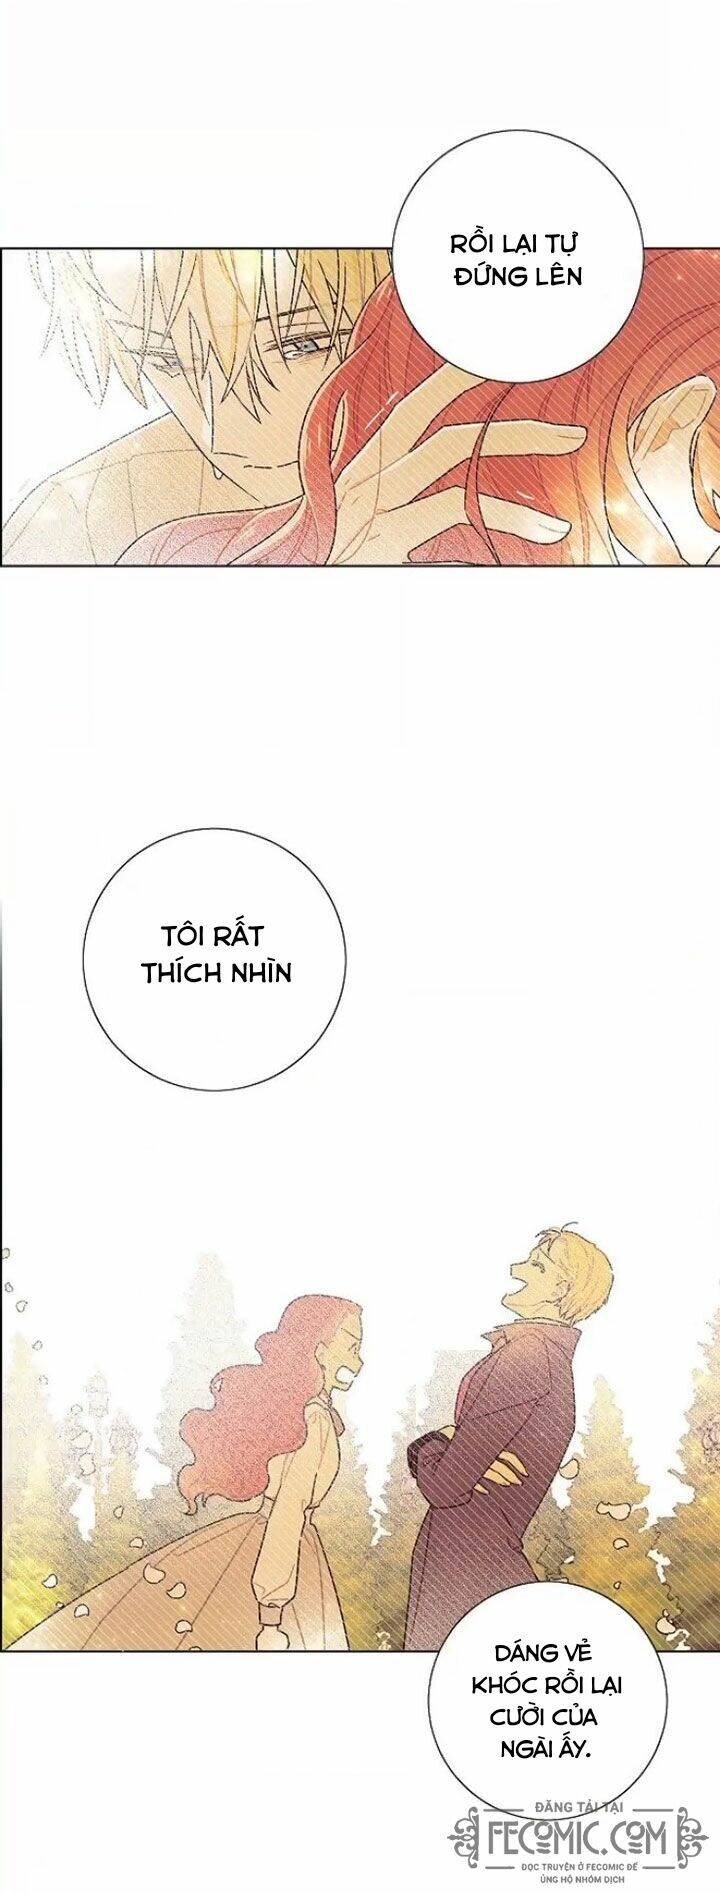 RỒI LẠI TỰ
ĐỨNG LÊN
TÔI RẤT
THÍCH NHÌN
DÁNG VẺ
KHÓC RỒI LẠI
CƯỜI CỦA
NGÀI ẤY.
ĐĂNG TẢI TẠI
FECOMIC.COM
ĐỌC TRUYỆN Ở FECOMIC ĐỂ
ỦNG HỘ NHÓM DỊCH